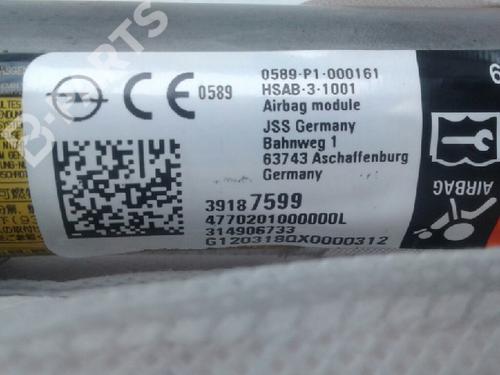 0589-P1-000161
HSAB-3-1001
Airbag module
CE 0589
JSS Germany
Bahnweg 1
63743 Aschaffenburg
Germany
39187599
4770201000000L
314906733
G120318QX0000312
AIRBAG